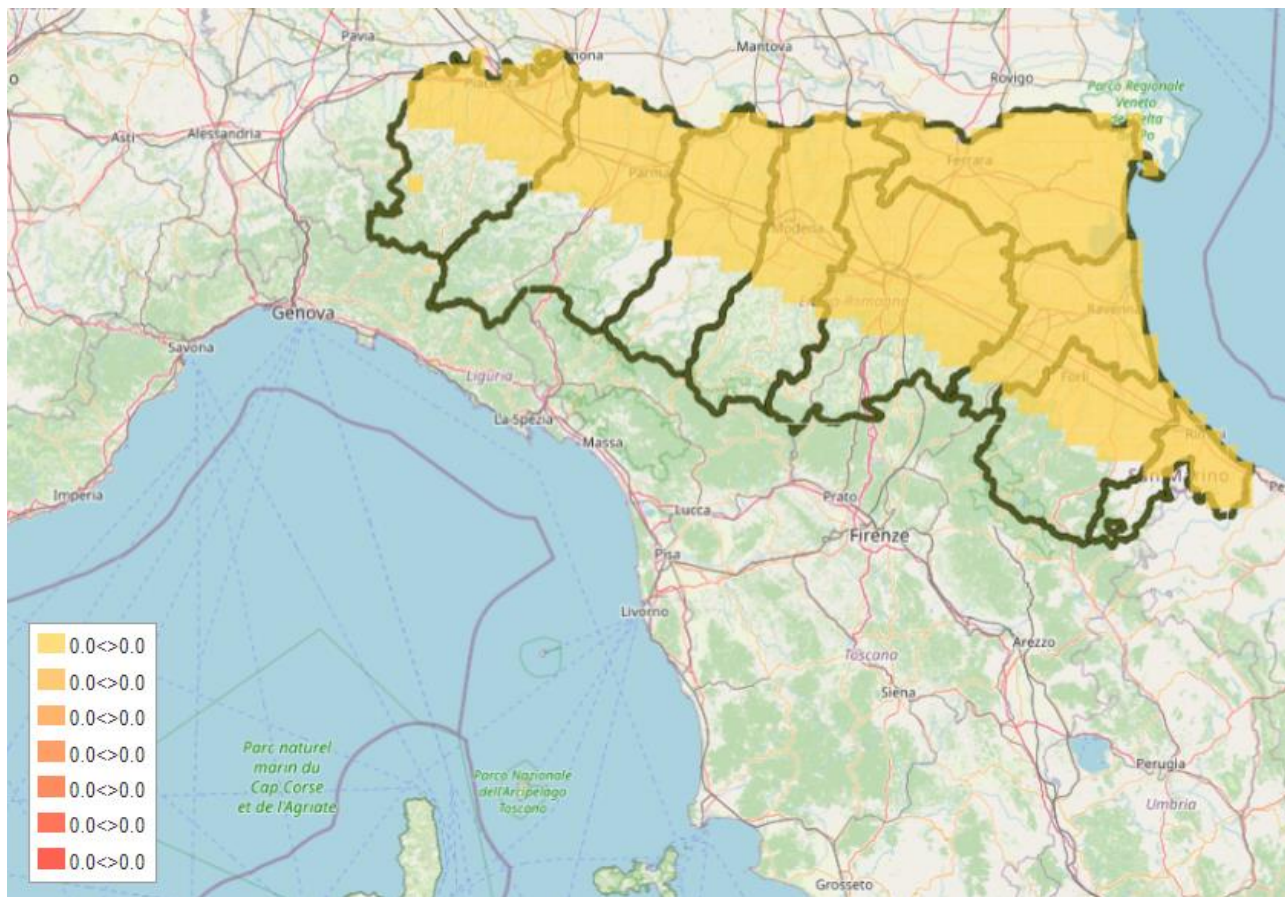 Pavia
Mantova
Rovigo
Parco Regionale
Veneto
Asti
Alessandria
Ferrara
Parma
Modena
Genova
Savona
Liguria
La Spezia
Massa
Ravenna
Forlì
Imperia
Prato
Lucca
Firenze
Pisa
Livorno
Arezzo
Toscana
Siena
Perugia
Umbria
Grosseto
Parc naturel
marin du
Cap Corse
et de l'Agriate
Parco Nazionale
dell'Arcipelago
Toscano
0.0<>0.0
0.0<>0.0
0.0<>0.0
0.0<>0.0
0.0<>0.0
0.0<>0.0
0.0<>0.0